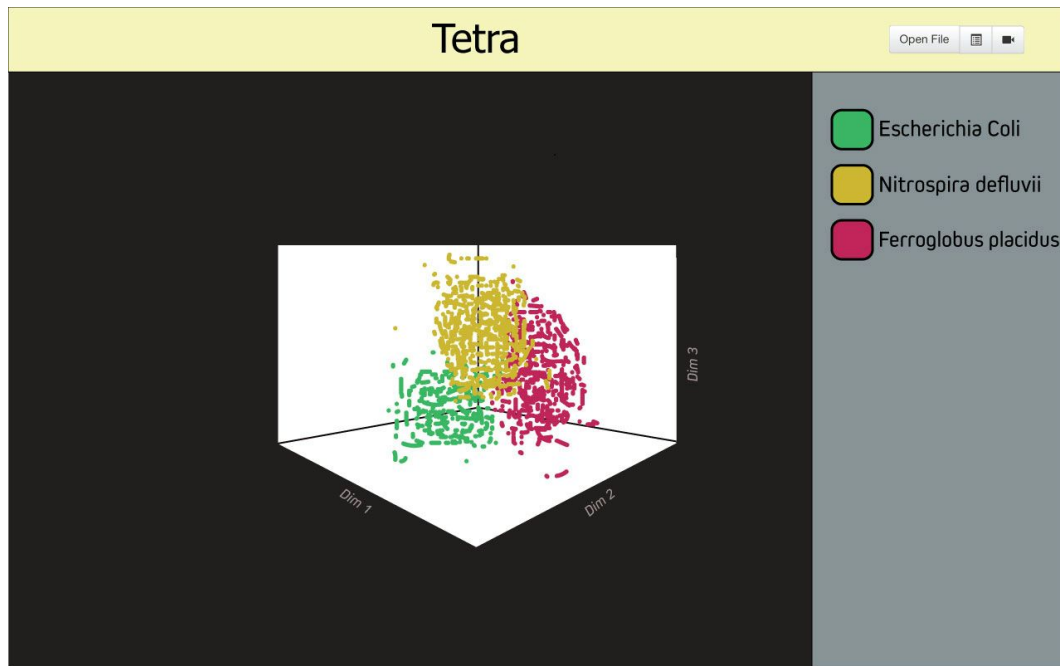 Tetra
Open File
Escherichia Coli
Nitrospira defluvii
Ferroglobus placidus
Dim 3
Dim 1
Dim 2